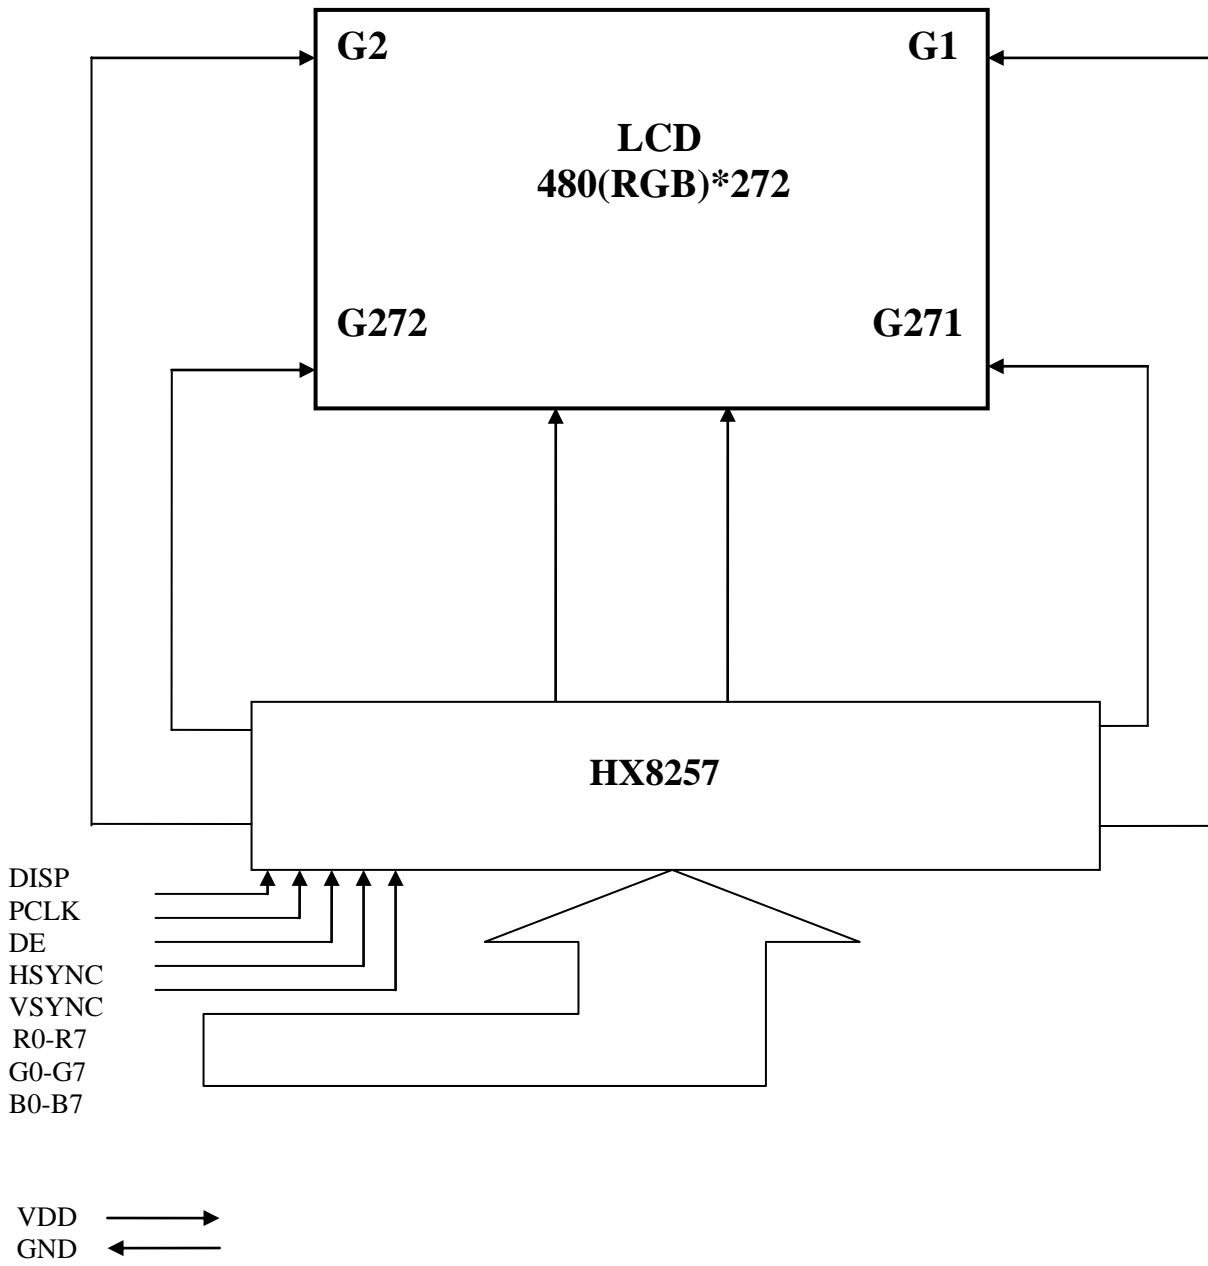 G2 G1
LCD
480(RGB)*272
G272 G271
HX8257
DISP
PCLK
DE
HSYNC
VSYNC
R0-R7
G0-G7
B0-B7
VDD
GND